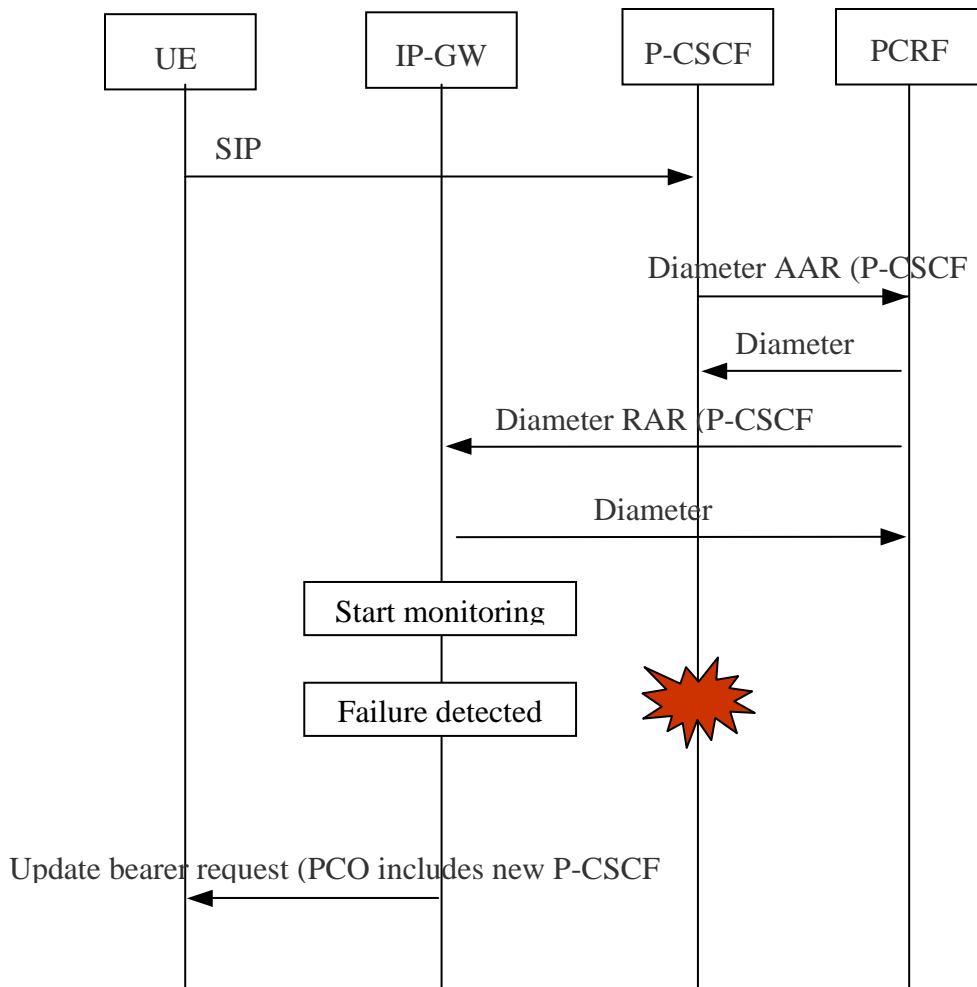 UE
IP-GW
P-CSCF
PCRF
SIP
Diameter AAR (P-CSCF
Diameter
Diameter RAR (P-CSCF
Diameter
Start monitoring
Failure detected
Update bearer request (PCO includes new P-CSCF